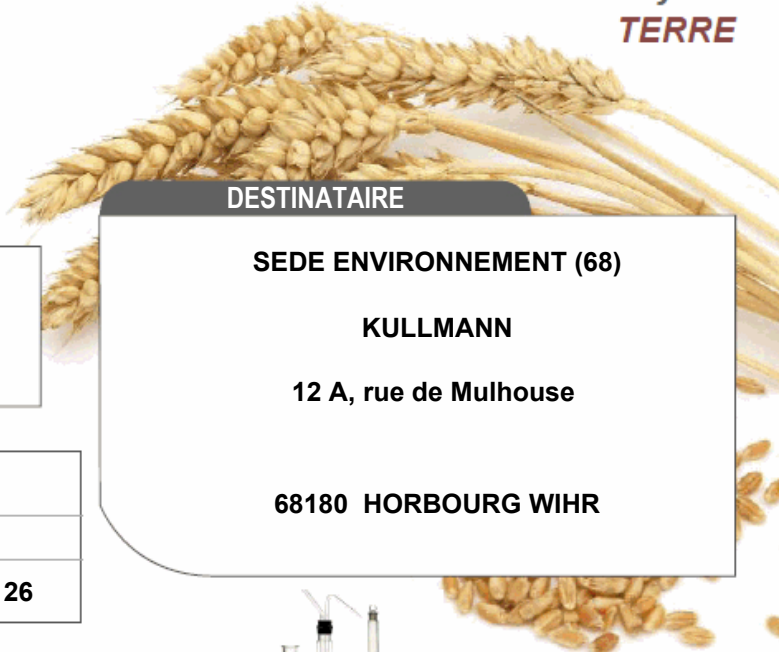 TERRE
DESTINATAIRE
SEDE ENVIRONNEMENT (68)
KULLMANN
12 A, rue de Mulhouse
68180 HORBOURG WIHR
26